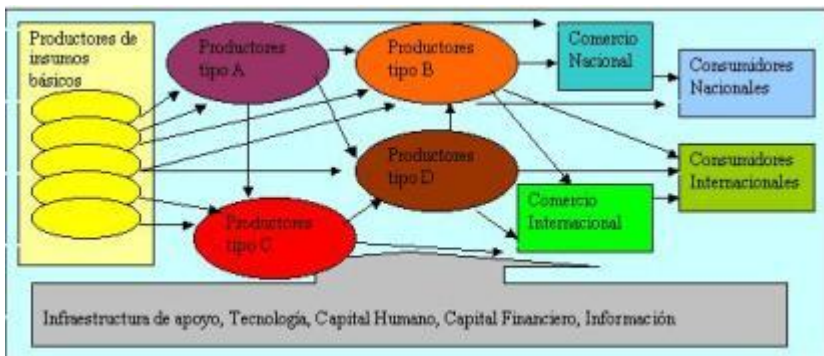 Productores de
insumos
básicos
Productores
tipo A
Productores
tipo B
Comercio
Nacional
Consumidores
Nacionales
Productores
tipo D
Consumidores
Internacionales
Comercio
Internacional
Productores
tipo C
Infraestructura de apoyo, Tecnología, Capital Humano, Capital Financiero, Información